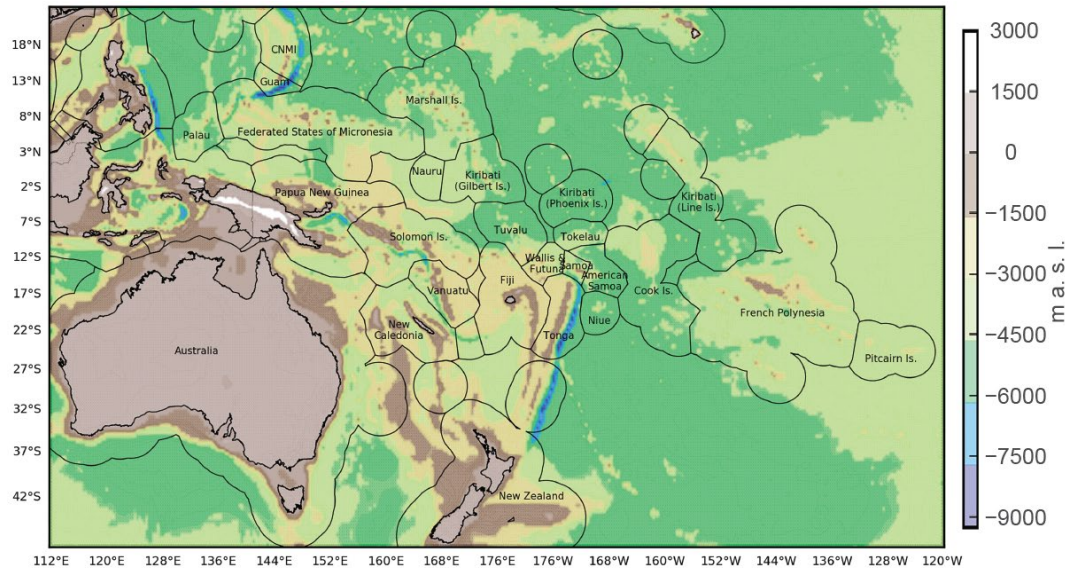 18°N
13°N
8°N
3°N
2°S
7°S
12°S
17°S
22°S
27°S
32°S
37°S
42°S
CNMI
Guam
Marshall Is.
Palau
Federated States of Micronesia
Nauru
Kiribati
(Gilbert Is.)
Kiribati
(Phoenix Is.)
Kiribati
(Line Is.)
Papua New Guinea
Solomon Is.
Tuvalu
Tokelau
Wallis &
Futuna
Samoa
American
Samoa
Fiji
Vanuatu
Cook Is.
French Polynesia
Niue
New
Caledonia
Tonga
Australia
Pitcairn Is.
New Zealand
112°E
120°E
128°E
136°E
144°E
152°E
160°E
168°E
176°E
176°W
168°W
160°W
152°W
144°W
136°W
128°W
120°W
3000
1500
0
−1500
−3000
−4500
−6000
−7500
−9000
m a. s. l.